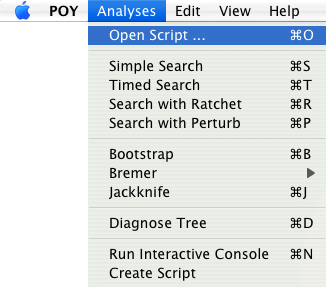 POY Analyses Edit View Help
Open Script ... ⌘O
Simple Search ⌘S
Timed Search ⌘T
Search with Ratchet ⌘R
Search with Perturb ⌘P
Bootstrap ⌘B
Bremer
Jackknife ⌘J
Diagnose Tree ⌘D
Run Interactive Console ⌘N
Create Script